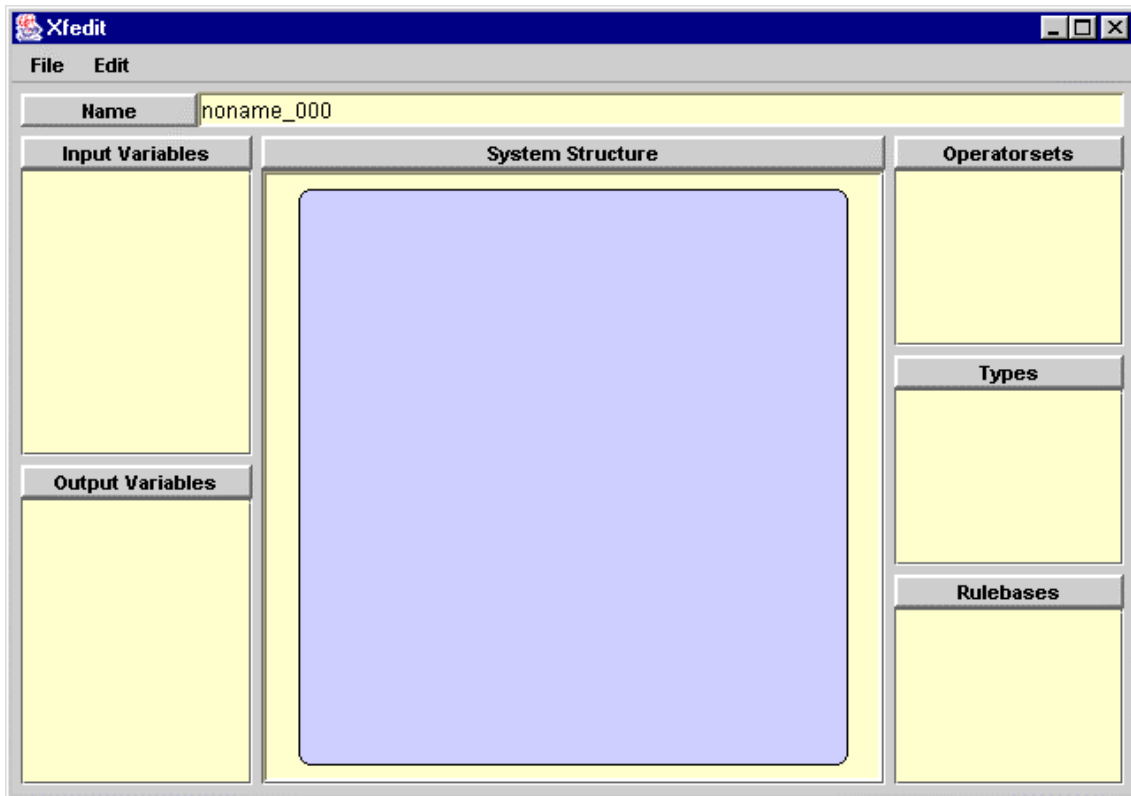 Xfedit
File Edit
Name noname_000
Input Variables System Structure Operatorsets
Types
Output Variables
Rulebases